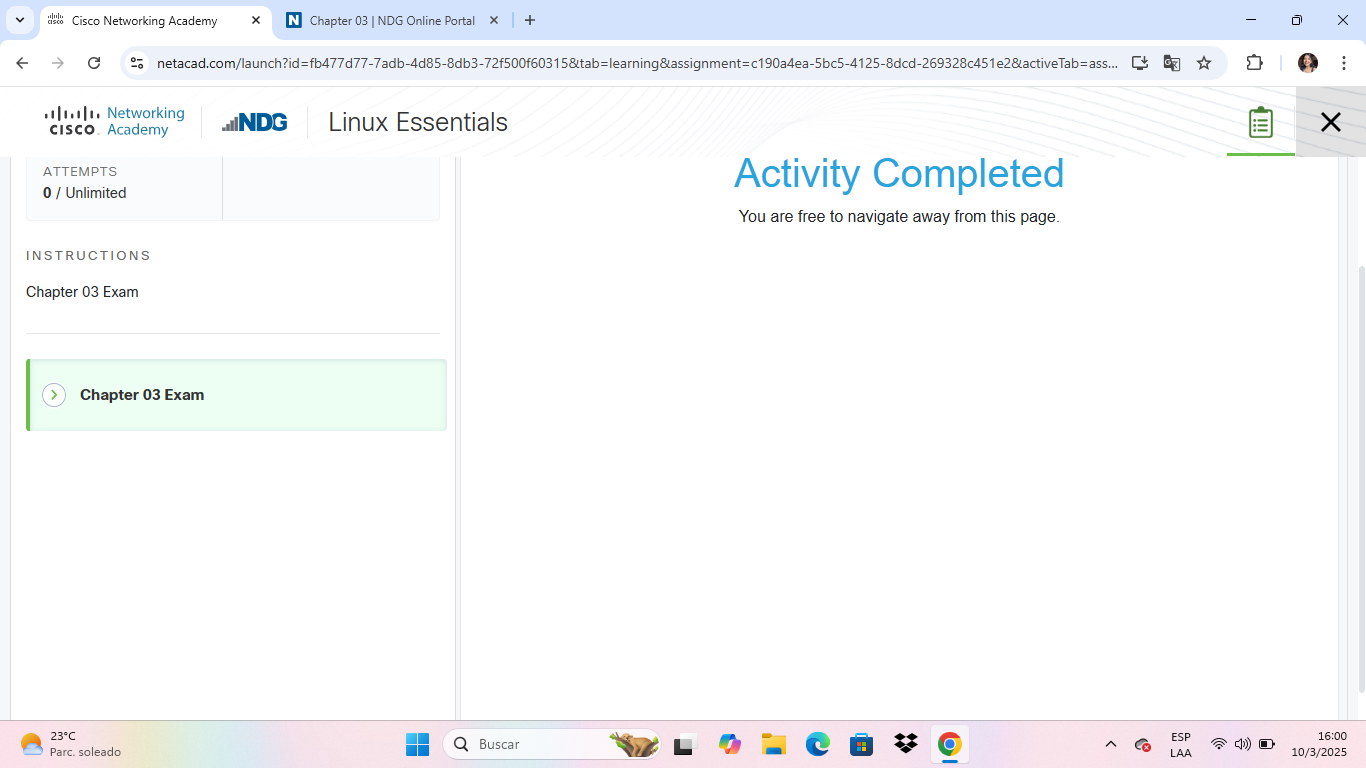 Cisco Networking Academy
Chapter 03 | NDG Online Portal
netacad.com/launch?id=fb477d77-7adb-4d85-8db3-72f500f60315&tab=learning&assignment=c190a4ea-5bc5-4125-8dcd-269328c451e2&activeTab=ass...
CISCO
Networking
Academy
NDG
Linux Essentials
ATTEMPTS
0 / Unlimited
INSTRUCTIONS
Chapter 03 Exam
Chapter 03 Exam
Activity Completed
You are free to navigate away from this page.
23°C
Parc. soleado
Buscar
ESP
LAA
16:00
10/3/2025